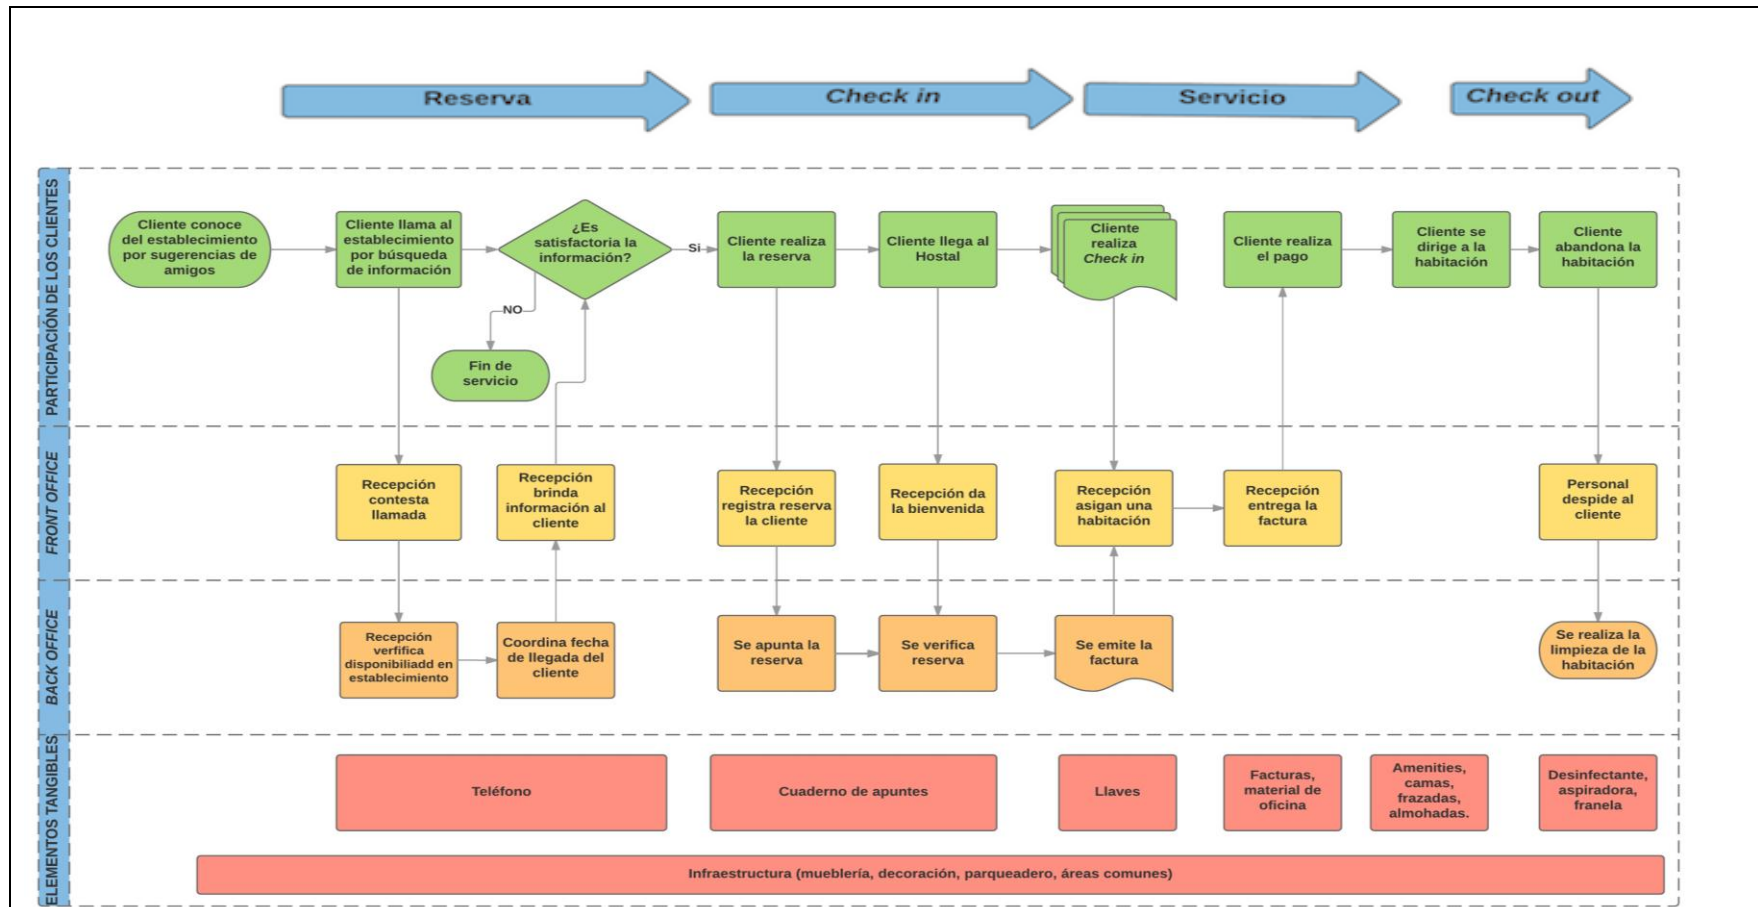 Reserva
Check in
Servicio
Check out
PARTICIPACIÓN DE LOS CLIENTES
Cliente conoce
del establecimiento
por sugerencias de
amigos
Cliente llama al
establecimiento
por búsqueda
de información
¿Es
satisfactoria la
información?
Si
NO
Fin de
servicio
Cliente realiza
la reserva
Cliente llega al
Hostal
Cliente
realiza
Check in
Cliente realiza
el pago
Cliente se
dirige a la
habitación
Cliente
abandona la
habitación
FRONT OFFICE
Recepción
contesta
llamada
Recepción
brinda
información al
cliente
Recepción
registra reserva
la cliente
Recepción da
la bienvenida
Recepción
asigan una
habitación
Recepción
entrega la
factura
Personal
despide al
cliente
BACK OFFICE
Recepción
verfifica
disponibiliadd en
establecimiento
Coordina fecha
de llegada del
cliente
Se apunta la
reserva
Se verifica
reserva
Se emite la
factura
Se realiza la
limpieza de la
habitación
ELEMENTOS TANGIBLES
Teléfono
Cuaderno de apuntes
Llaves
Facturas,
material de
oficina
Amenities,
camas,
frazadas,
almohadas.
Desinfectante,
aspiradora,
franela
Infraestructura (mueblería, decoración, parqueadero, áreas comunes)